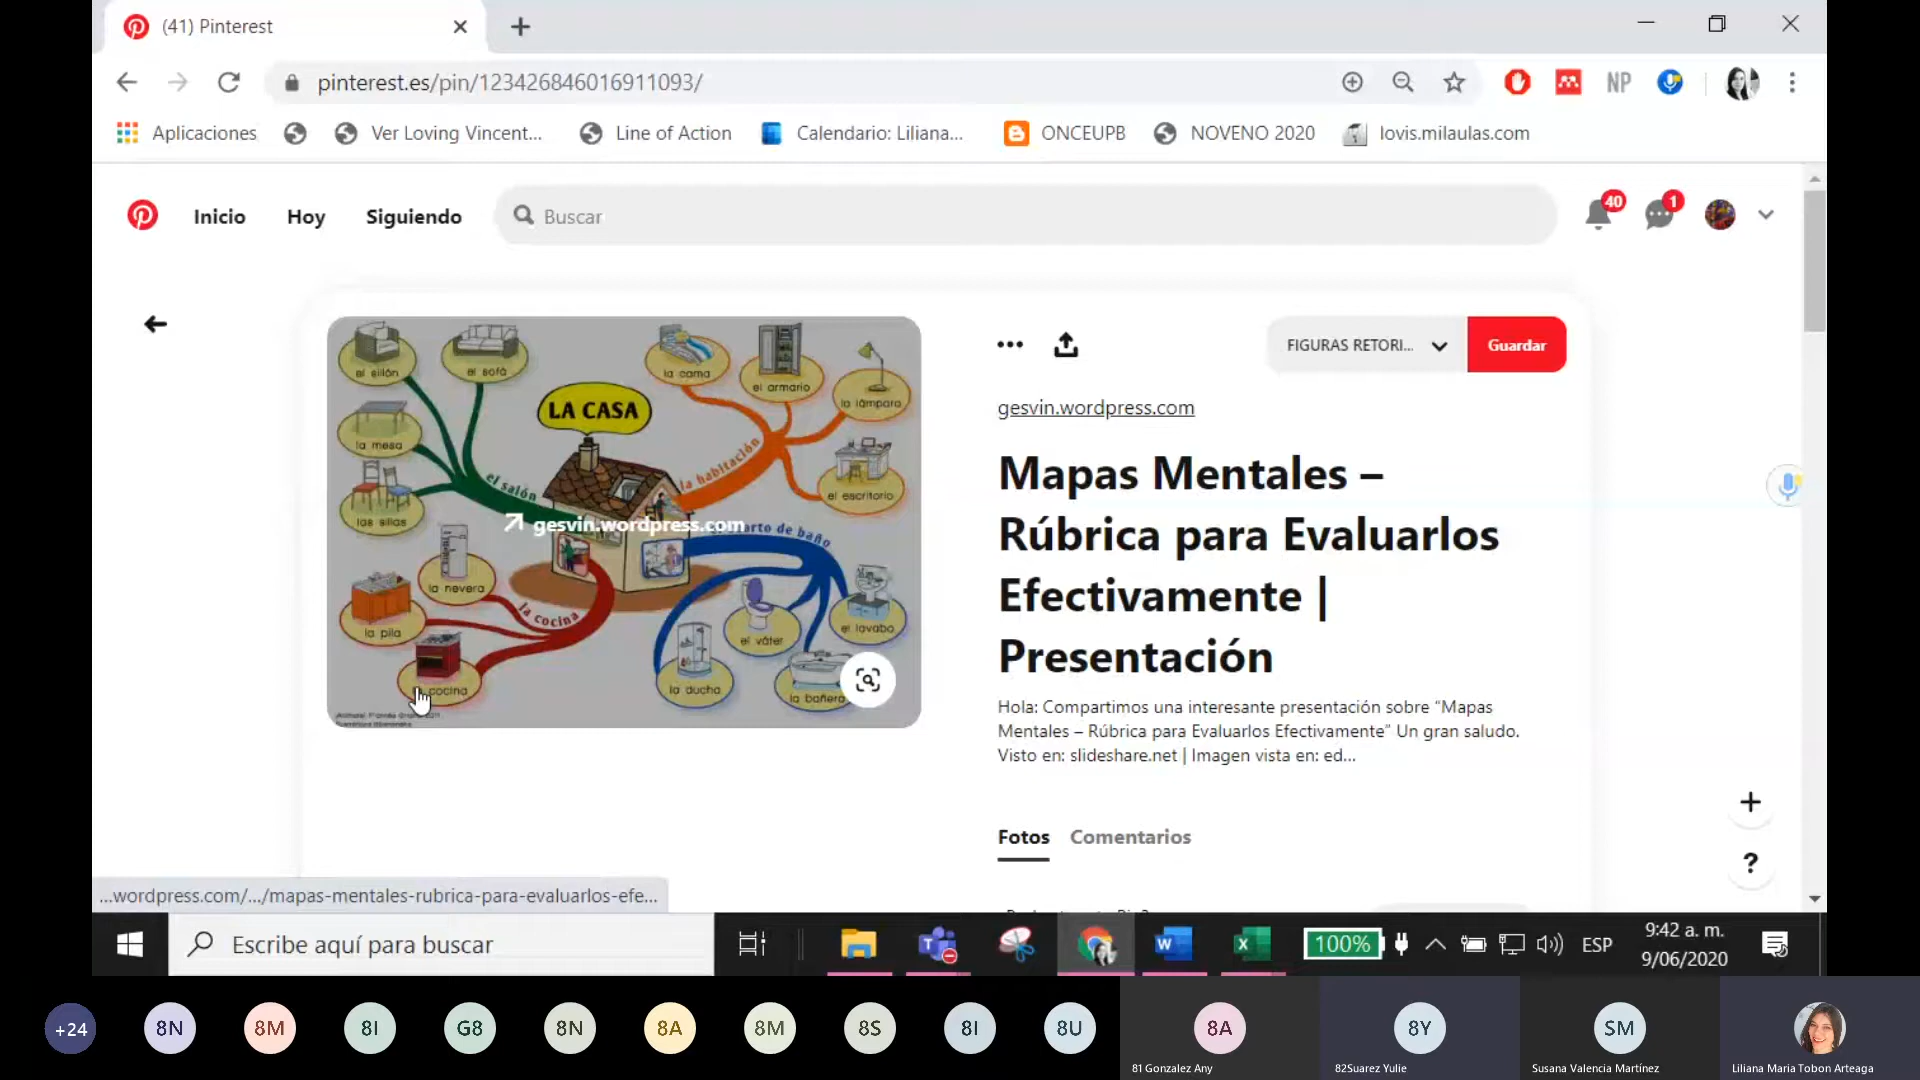 (41) Pinterest
pinterest.es/pin/123426846016911093/
NP
Aplicaciones
Ver Loving Vincent...
Line of Action
Calendario: Liliana...
ONCEUPB
NOVENO 2020
lovis.milaulas.com
Inicio
Hoy
Siguiendo
Buscar
40
1
FIGURAS RETORI...
Guardar
el sillón
el sofá
la cama
el armario
la lámpara
LA CASA
la mesa
la habitación
las sillas
el salón
el escritorio
gesvin.wordpress.com
la nevera
la pila
la cocina
cocina
el váter
el lavabo
la ducha
la bañera
gesvin.wordpress.com
Mapas Mentales –
Rúbrica para Evaluarlos
Efectivamente |
Presentación
Hola: Compartimos una interesante presentación sobre “Mapas
Mentales – Rúbrica para Evaluarlos Efectivamente” Un gran saludo.
Visto en: slideshare.net | Imagen vista en: ed...
Fotos
Comentarios
...wordpress.com/.../mapas-mentales-rubrica-para-evaluarlos-efe...
Escribe aquí para buscar
100%
ESP
9:42 a. m.
9/06/2020
+24
8N
8M
8I
G8
8N
8A
8M
8S
8I
8U
8A
81 Gonzalez Any
8Y
82Suarez Yulie
SM
Susana Valencia Martínez
Liliana Maria Tobon Arteaga